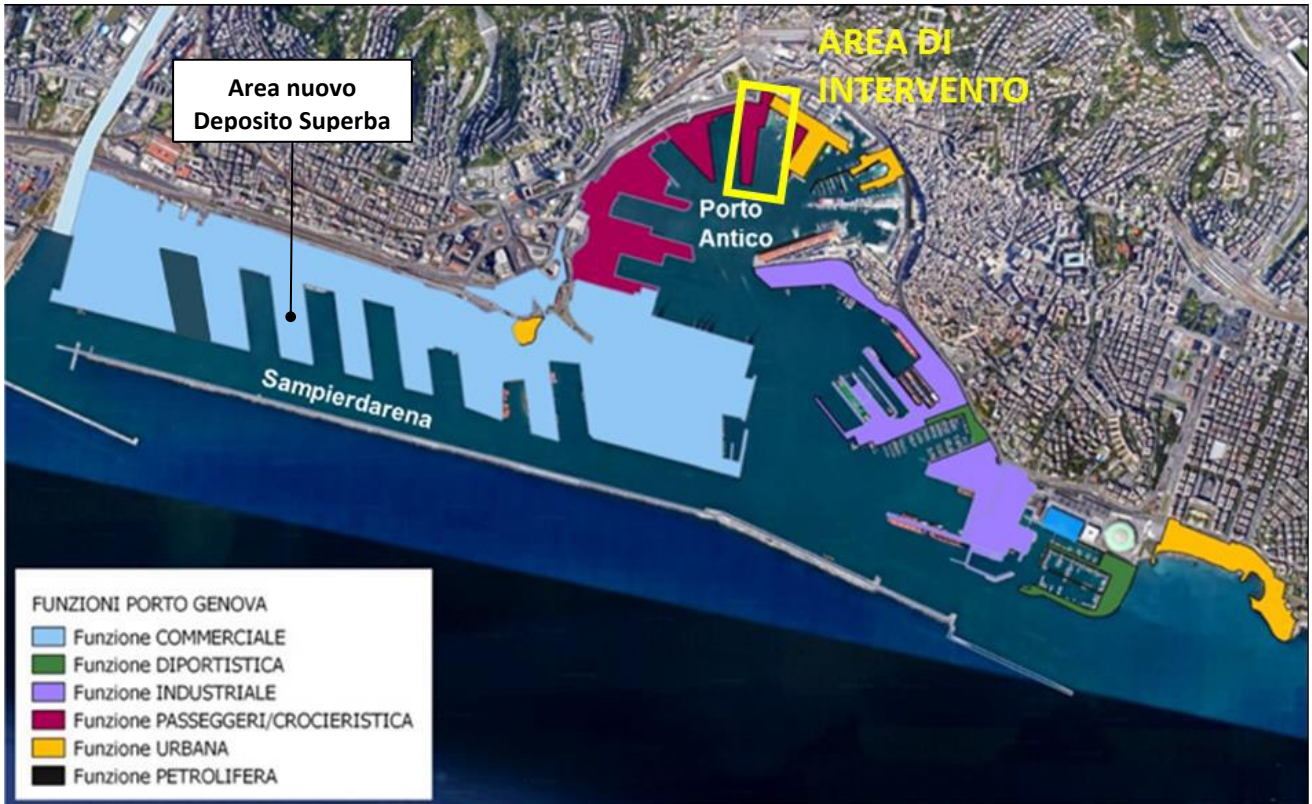 AREA DI
INTERVENTO
Area nuovo
Deposito Superba
Porto
Antico
Sampierdarena
FUNZIONI PORTO GENOVA
Funzione COMMERCIALE
Funzione DIPORTISTICA
Funzione INDUSTRIALE
Funzione PASSEGGERI/CROCIERISTICA
Funzione URBANA
Funzione PETROLIFERA